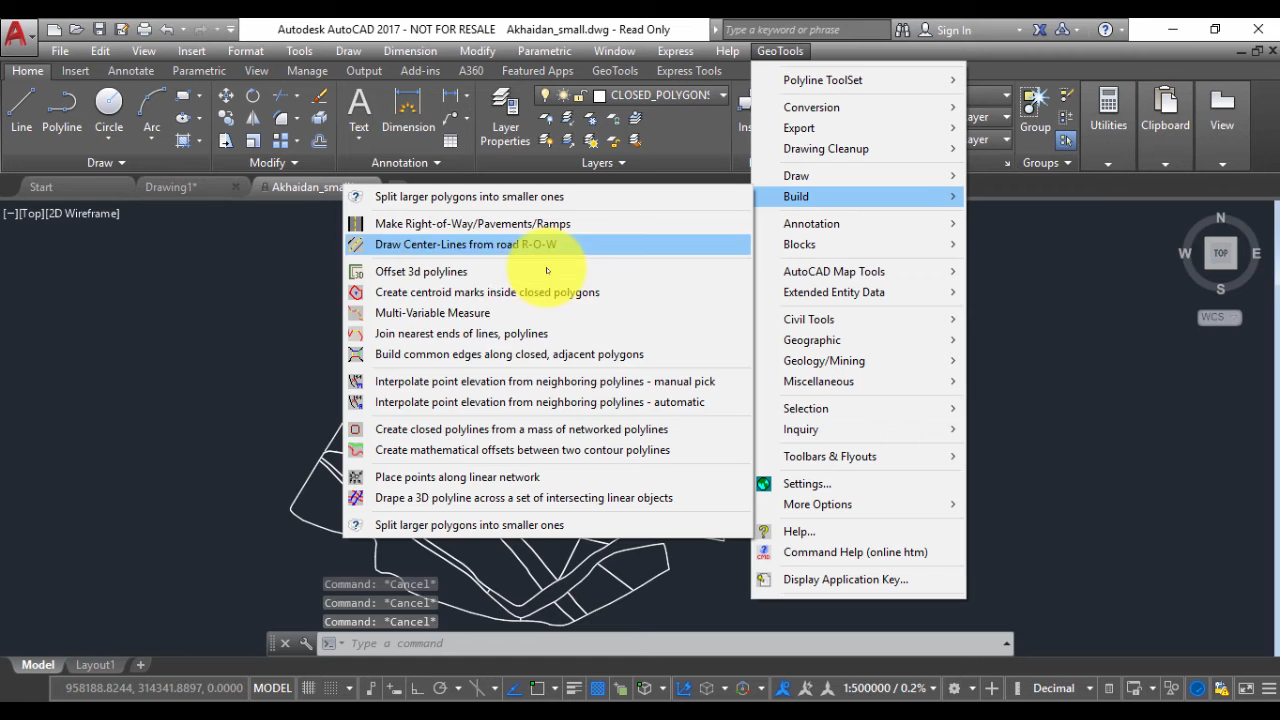 Autodesk AutoCAD 2017 - NOT FOR RESALE Akhaidan_small.dwg - Read Only
Type a keyword or phrase
Sign In
File Edit View Insert Format Tools Draw Dimension Modify Parametric Window Express Help GeoTools
Home Insert Annotate Parametric View Manage Output Add-ins A360 Featured Apps GeoTools Express Tools
CLOSED_POLYGONS
Line Polyline Circle Arc Text Dimension Layer Properties Group Utilities Clipboard View
Draw Modify Annotation Layers Groups
Start Drawing1*
[−][Top][2D Wireframe]
Split larger polygons into smaller ones
Make Right-of-Way/Pavements/Ramps
Draw Center-Lines from road R-O-W
Offset 3d polylines
Create centroid marks inside closed polygons
Multi-Variable Measure
Join nearest ends of lines, polylines
Build common edges along closed, adjacent polygons
Interpolate point elevation from neighboring polylines - manual pick
Interpolate point elevation from neighboring polylines - automatic
Create closed polylines from a mass of networked polylines
Create mathematical offsets between two contour polylines
Place points along linear network
Drape a 3D polyline across a set of intersecting linear objects
Split larger polygons into smaller ones
Polyline ToolSet
Conversion
Export
Drawing Cleanup
Draw
Build
Annotation
Blocks
AutoCAD Map Tools
Extended Entity Data
Civil Tools
Geographic
Geology/Mining
Miscellaneous
Selection
Inquiry
Toolbars & Flyouts
Settings...
More Options
Help...
Command Help (online htm)
Display Application Key...
N
W TOP E
S
WCS
Command: *Cancel*
Command: *Cancel*
Command: *Cancel*
Type a command
Model Layout1
958188.8244, 314341.8897, 0.0000 MODEL 1:500000 / 0.2% Decimal